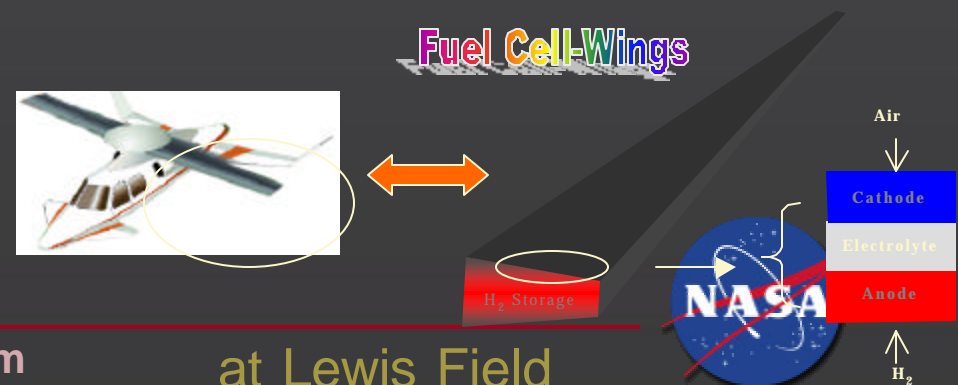 Fuel Cell-Wings
Air
Cathode
Electrolyte
Anode
H₂ Storage
NASA
m
at Lewis Field
H₂